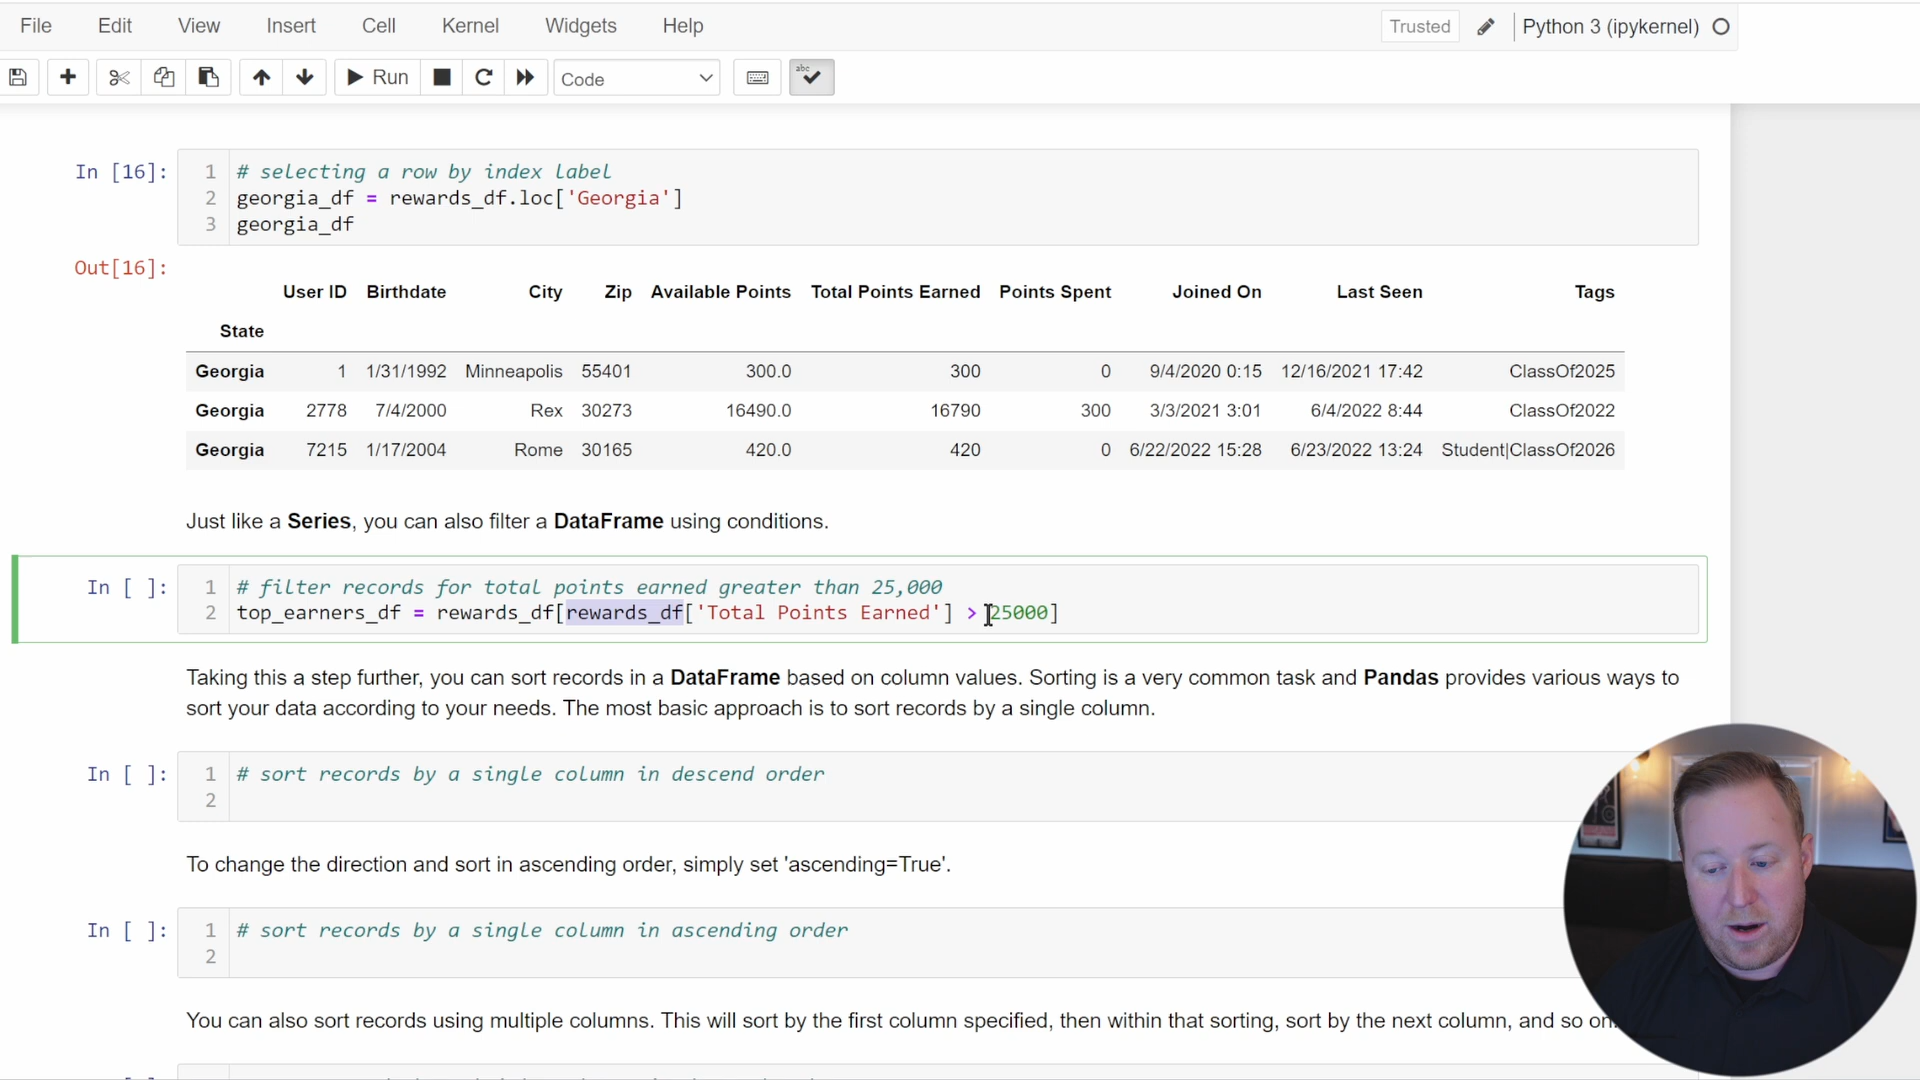 File Edit View Insert Cell Kernel Widgets Help Trusted Python 3 (ipykernel)
Run Code abc
In [16]: 1 # selecting a row by index label
2 georgia_df = rewards_df.loc['Georgia']
3 georgia_df
Out[16]:
User ID Birthdate City Zip Available Points Total Points Earned Points Spent Joined On Last Seen Tags
State
Georgia 1 1/31/1992 Minneapolis 55401 300.0 300 0 9/4/2020 0:15 12/16/2021 17:42 ClassOf2025
Georgia 2778 7/4/2000 Rex 30273 16490.0 16790 300 3/3/2021 3:01 6/4/2022 8:44 ClassOf2022
Georgia 7215 1/17/2004 Rome 30165 420.0 420 0 6/22/2022 15:28 6/23/2022 13:24 Student|ClassOf2026
Just like a Series, you can also filter a DataFrame using conditions.
In [ ]: 1 # filter records for total points earned greater than 25,000
2 top_earners_df = rewards_df[rewards_df['Total Points Earned'] > 25000]
Taking this a step further, you can sort records in a DataFrame based on column values. Sorting is a very common task and Pandas provides various ways to
sort your data according to your needs. The most basic approach is to sort records by a single column.
In [ ]: 1 # sort records by a single column in descend order
2
To change the direction and sort in ascending order, simply set 'ascending=True'.
In [ ]: 1 # sort records by a single column in ascending order
2
You can also sort records using multiple columns. This will sort by the first column specified, then within that sorting, sort by the next column, and so on.